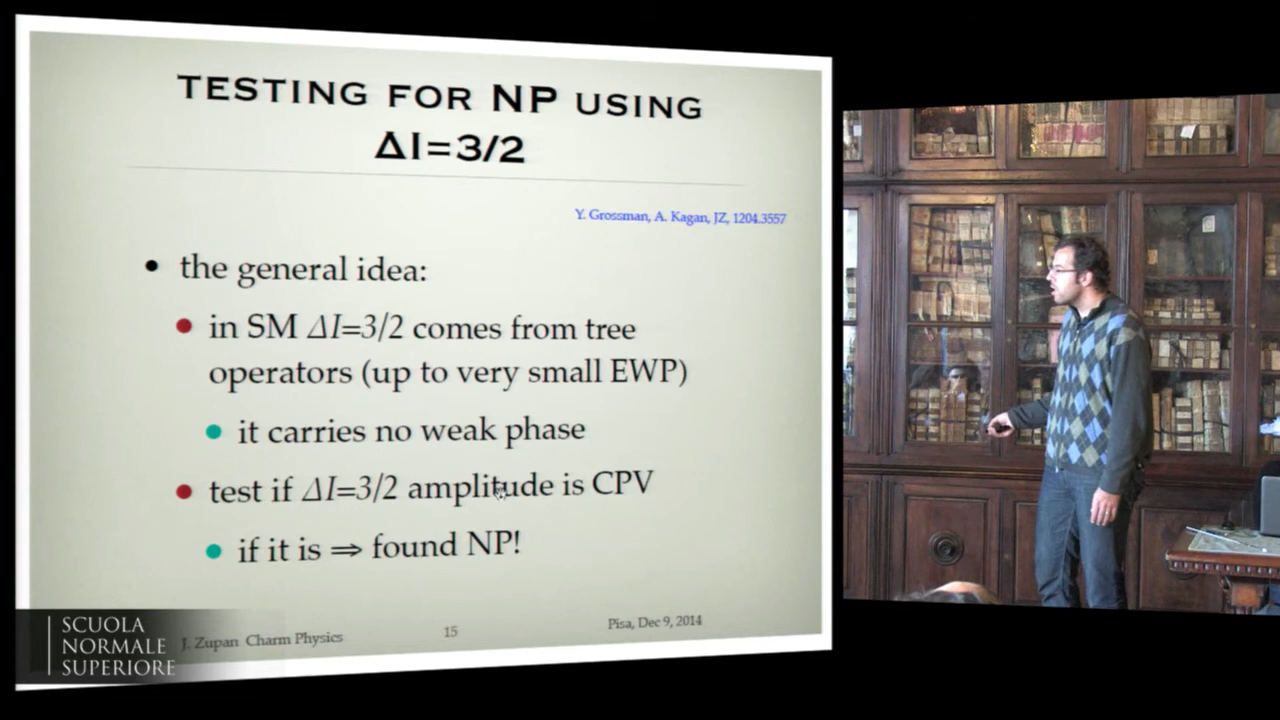 TESTING FOR NP USING
ΔI=3/2
Y. Grossman, A. Kagan, JZ, 1204.3557
• the general idea:
• in SM ΔI=3/2 comes from tree
operators (up to very small EWP)
• it carries no weak phase
• test if ΔI=3/2 amplitude is CPV
• if it is ⇒ found NP!
J. Zupan Charm Physics
15
Pisa, Dec 9, 2014
SCUOLA
NORMALE
SUPERIORE